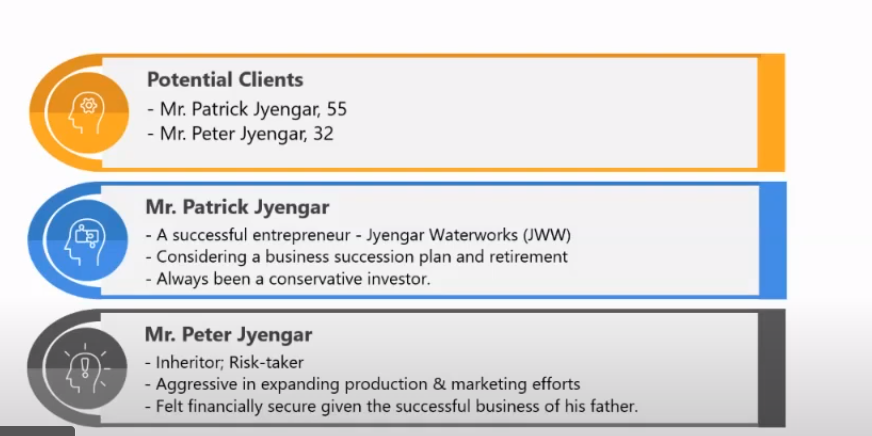 Potential Clients
- Mr. Patrick Jyengar, 55
- Mr. Peter Jyengar, 32
Mr. Patrick Jyengar
- A successful entrepreneur - Jyengar Waterworks (JWW)
- Considering a business succession plan and retirement
- Always been a conservative investor.
Mr. Peter Jyengar
- Inheritor; Risk-taker
- Aggressive in expanding production & marketing efforts
- Felt financially secure given the successful business of his father.